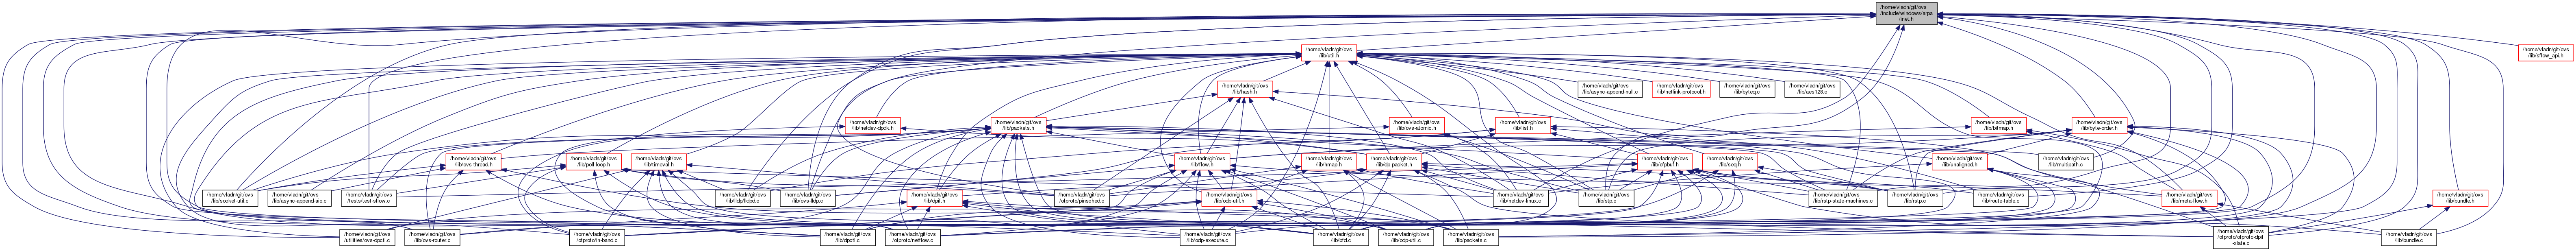 /home/vladn/git/ovs
/include/windows/arpa
/inet.h
/home/vladn/git/ovs
/lib/util.h
/home/vladn/git/ovs
/lib/sflow_api.h
/home/vladn/git/ovs
/lib/hash.h
/home/vladn/git/ovs
/lib/async-append-null.c
/home/vladn/git/ovs
/lib/netlink-protocol.h
/home/vladn/git/ovs
/lib/byteq.c
/home/vladn/git/ovs
/lib/aes128.c
/home/vladn/git/ovs
/lib/netdev-dpdk.h
/home/vladn/git/ovs
/lib/packets.h
/home/vladn/git/ovs
/lib/ovs-atomic.h
/home/vladn/git/ovs
/lib/list.h
/home/vladn/git/ovs
/lib/bitmap.h
/home/vladn/git/ovs
/lib/byte-order.h
/home/vladn/git/ovs
/lib/ovs-thread.h
/home/vladn/git/ovs
/lib/poll-loop.h
/home/vladn/git/ovs
/lib/timeval.h
/home/vladn/git/ovs
/lib/flow.h
/home/vladn/git/ovs
/lib/hmap.h
/home/vladn/git/ovs
/lib/dp-packet.h
/home/vladn/git/ovs
/lib/ofpbuf.h
/home/vladn/git/ovs
/lib/seq.h
/home/vladn/git/ovs
/lib/unaligned.h
/home/vladn/git/ovs
/lib/multipath.c
/home/vladn/git/ovs
/lib/socket-util.c
/home/vladn/git/ovs
/lib/async-append-aio.c
/home/vladn/git/ovs
/tests/test-sflow.c
/home/vladn/git/ovs
/lib/lldp/lldpd.c
/home/vladn/git/ovs
/lib/ovs-lldp.c
/home/vladn/git/ovs
/lib/dpif.h
/home/vladn/git/ovs
/ofproto/pinsched.c
/home/vladn/git/ovs
/lib/odp-util.h
/home/vladn/git/ovs
/lib/netdev-linux.c
/home/vladn/git/ovs
/lib/stp.c
/home/vladn/git/ovs
/lib/rstp-state-machines.c
/home/vladn/git/ovs
/lib/rstp.c
/home/vladn/git/ovs
/lib/route-table.c
/home/vladn/git/ovs
/lib/meta-flow.h
/home/vladn/git/ovs
/lib/bundle.h
/home/vladn/git/ovs
/utilities/ovs-dpctl.c
/home/vladn/git/ovs
/lib/ovs-router.c
/home/vladn/git/ovs
/ofproto/in-band.c
/home/vladn/git/ovs
/lib/dpctl.c
/home/vladn/git/ovs
/ofproto/netflow.c
/home/vladn/git/ovs
/lib/odp-execute.c
/home/vladn/git/ovs
/lib/bfd.c
/home/vladn/git/ovs
/lib/odp-util.c
/home/vladn/git/ovs
/lib/packets.c
/home/vladn/git/ovs
/ofproto/ofproto-dpif
-xlate.c
/home/vladn/git/ovs
/lib/bundle.c